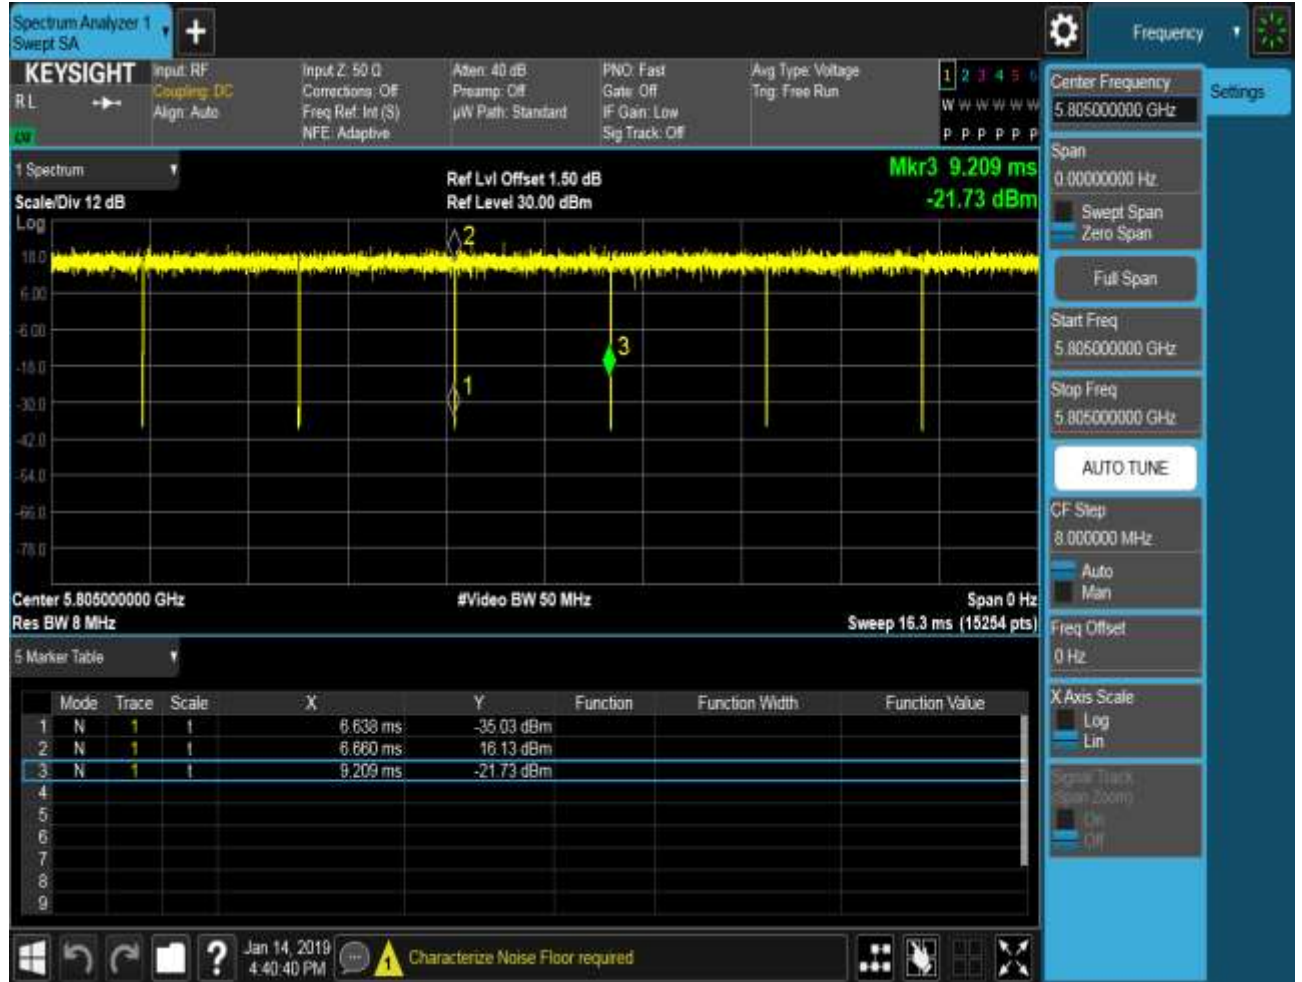 Spectrum Analyzer 1
Swept SA
Frequency
KEYSIGHT
RL
Input: RF
Coupling: DC
Align: Auto
Input Z: 50 Ω
Corrections: Off
Freq Ref: Int (S)
NFE: Adaptive
Atten: 40 dB
Preamp: Off
µW Path: Standard
PNO: Fast
Gate: Off
IF Gain: Low
Sig Track: Off
Avg Type: Voltage
Trig: Free Run
1 2 3 4 5 6
W W W W W W
P P P P P P
1 Spectrum
Scale/Div 12 dB
Ref Lvl Offset 1.50 dB
Ref Level 30.00 dBm
Mkr3 9.209 ms
-21.73 dBm
Log
18.0
6.00
-6.00
-18.0
-30.0
-42.0
-54.0
-66.0
-78.0
2
3
1
Center 5.805000000 GHz
#Video BW 50 MHz
Span 0 Hz
Res BW 8 MHz
Sweep 16.3 ms (15254 pts)
5 Marker Table
Mode Trace Scale X Y Function Function Width Function Value
1 N 1 t 6.638 ms -35.03 dBm
2 N 1 t 6.660 ms 16.13 dBm
3 N 1 t 9.209 ms -21.73 dBm
4
5
6
7
8
9
Jan 14, 2019
4:40:40 PM
1
Characterize Noise Floor required
Settings
Center Frequency
5.805000000 GHz
Span
0.00000000 Hz
Swept Span
Zero Span
Full Span
Start Freq
5.805000000 GHz
Stop Freq
5.805000000 GHz
AUTO TUNE
CF Step
8.000000 MHz
Auto
Man
Freq Offset
0 Hz
X Axis Scale
Log
Lin
Signal Track
(Span Zoom)
On
Off